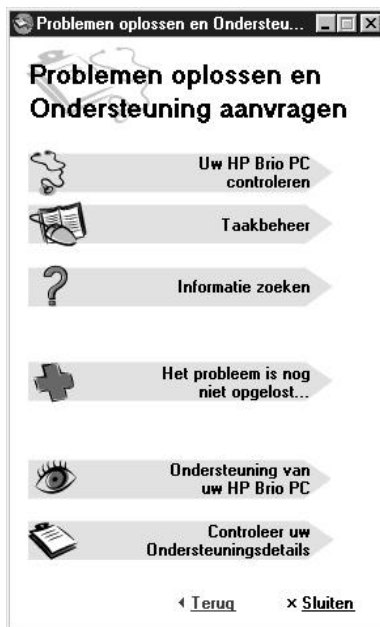 Problemen oplossen en Ondersteu...
Problemen oplossen en
Ondersteuning aanvragen
Uw HP Brio PC
controleren
Taakbeheer
Informatie zoeken
Het probleem is nog
niet opgelost...
Ondersteuning van
uw HP Brio PC
Controleer uw
Ondersteuningsdetails
Terug
Sluiten